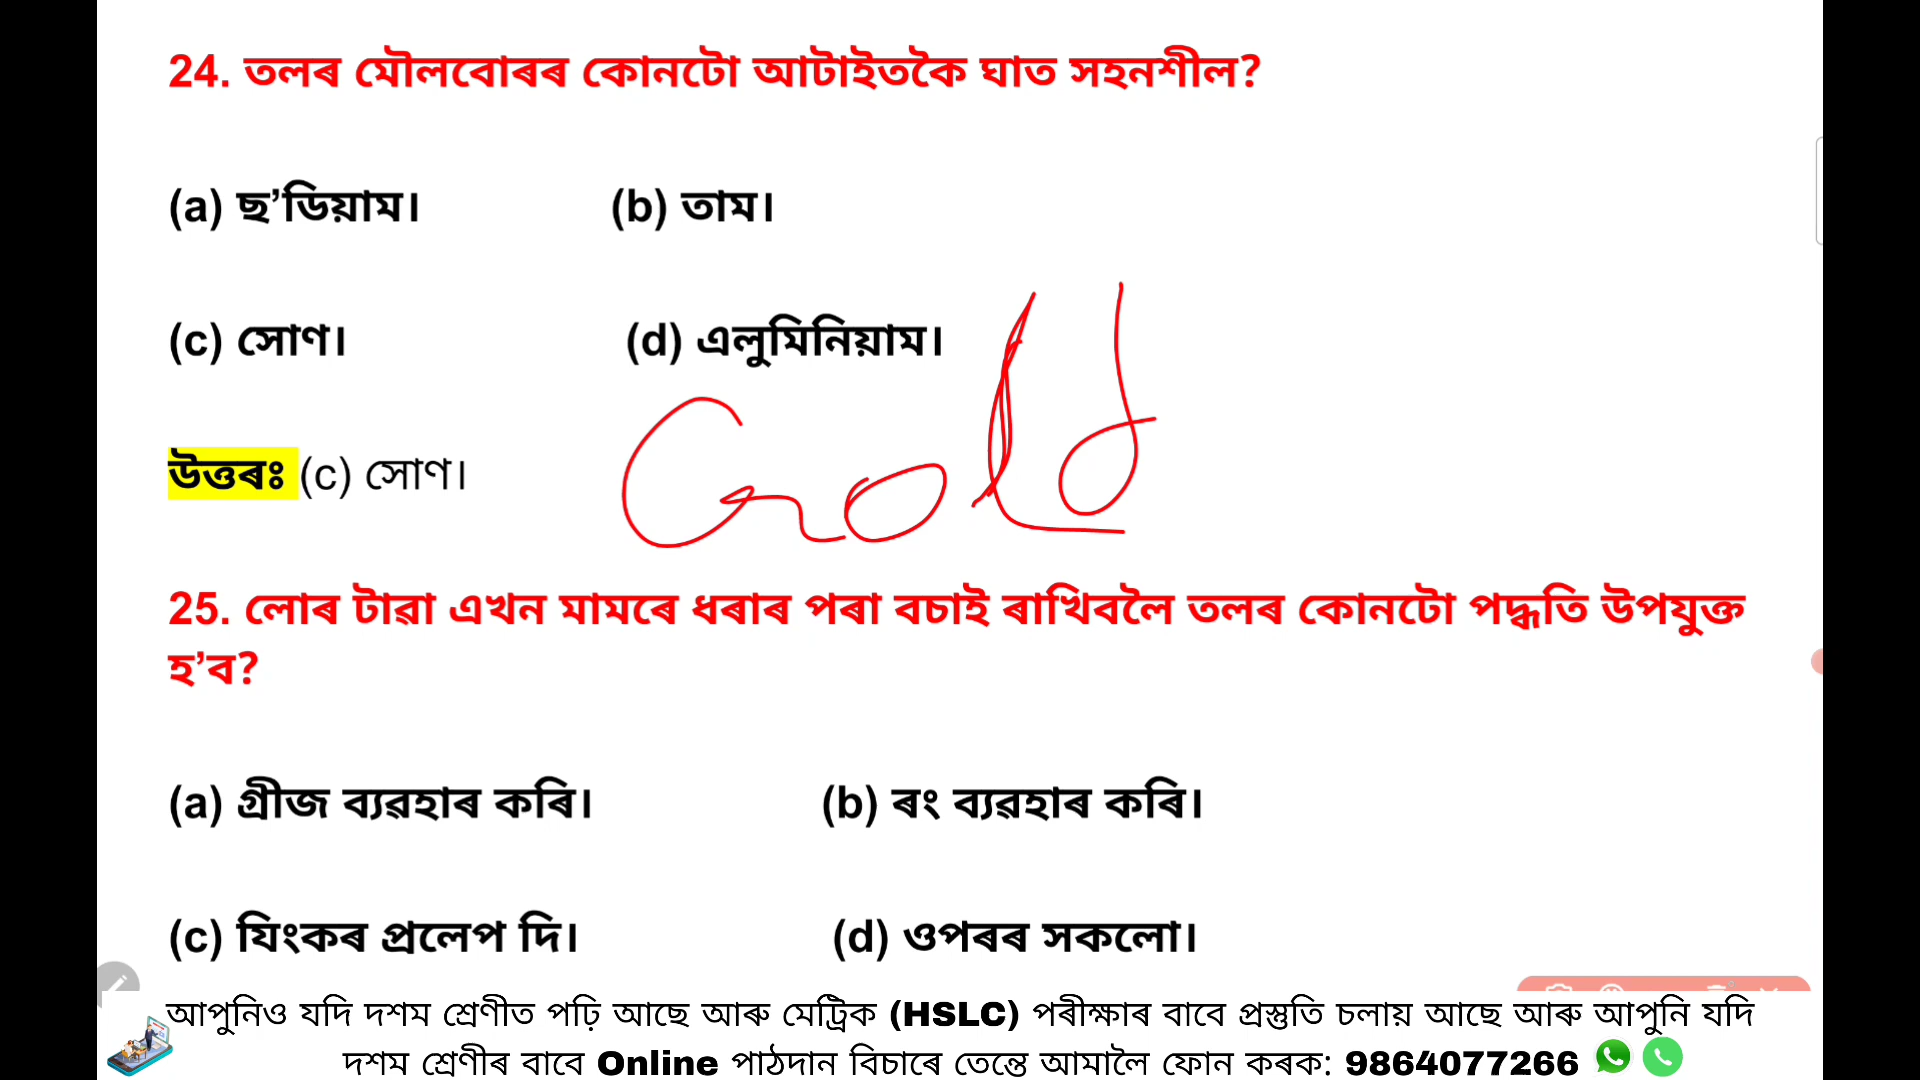 24. তলৰ মৌলবোৰৰ কোনটো আটাইতকৈ ঘাত সহনশীল?
(a) ছ’ডিয়াম। (b) তাম।
(c) সোণ। (d) এলুমিনিয়াম।
Gold
উত্তৰঃ (c) সোণ।
25. লোৰ টাৱা এখন মামৰে ধৰাৰ পৰা বচাই ৰাখিবলৈ তলৰ কোনটো পদ্ধতি উপযুক্ত
হ’ব?
(a) গ্ৰীজ ব্যৱহাৰ কৰি। (b) ৰং ব্যৱহাৰ কৰি।
(c) যিংকৰ প্ৰলেপ দি। (d) ওপৰৰ সকলো।
আপুনিও যদি দশম শ্ৰেণীত পঢ়ি আছে আৰু মেট্ৰিক (HSLC) পৰীক্ষাৰ বাবে প্ৰস্তুতি চলায় আছে আৰু আপুনি যদি
দশম শ্ৰেণীৰ বাবে Online পাঠদান বিচাৰে তেন্তে আমালৈ ফোন কৰক: 9864077266